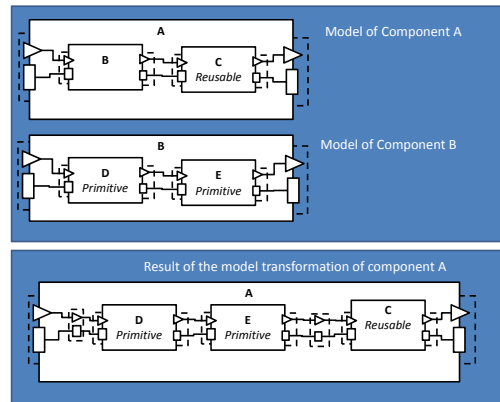 A
Model of Component A
B
C
Reusable
B
Model of Component B
D
Primitive
E
Primitive
Result of the model transformation of component A
A
D
Primitive
E
Primitive
C
Reusable